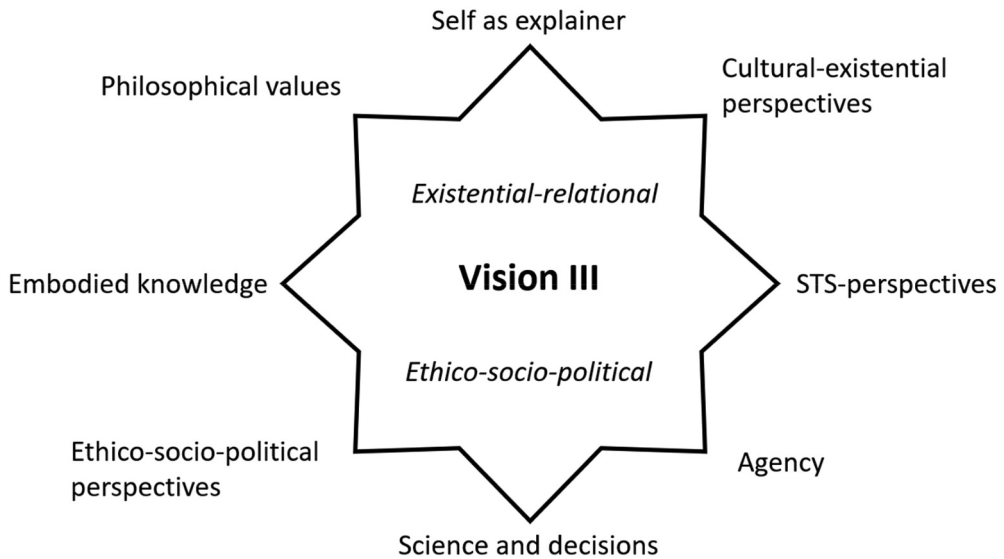 Self as explainer
Philosophical values
Cultural-existential
perspectives
Existential-relational
Vision III
Embodied knowledge
STS-perspectives
Ethico-socio-political
Ethico-socio-political
perspectives
Agency
Science and decisions